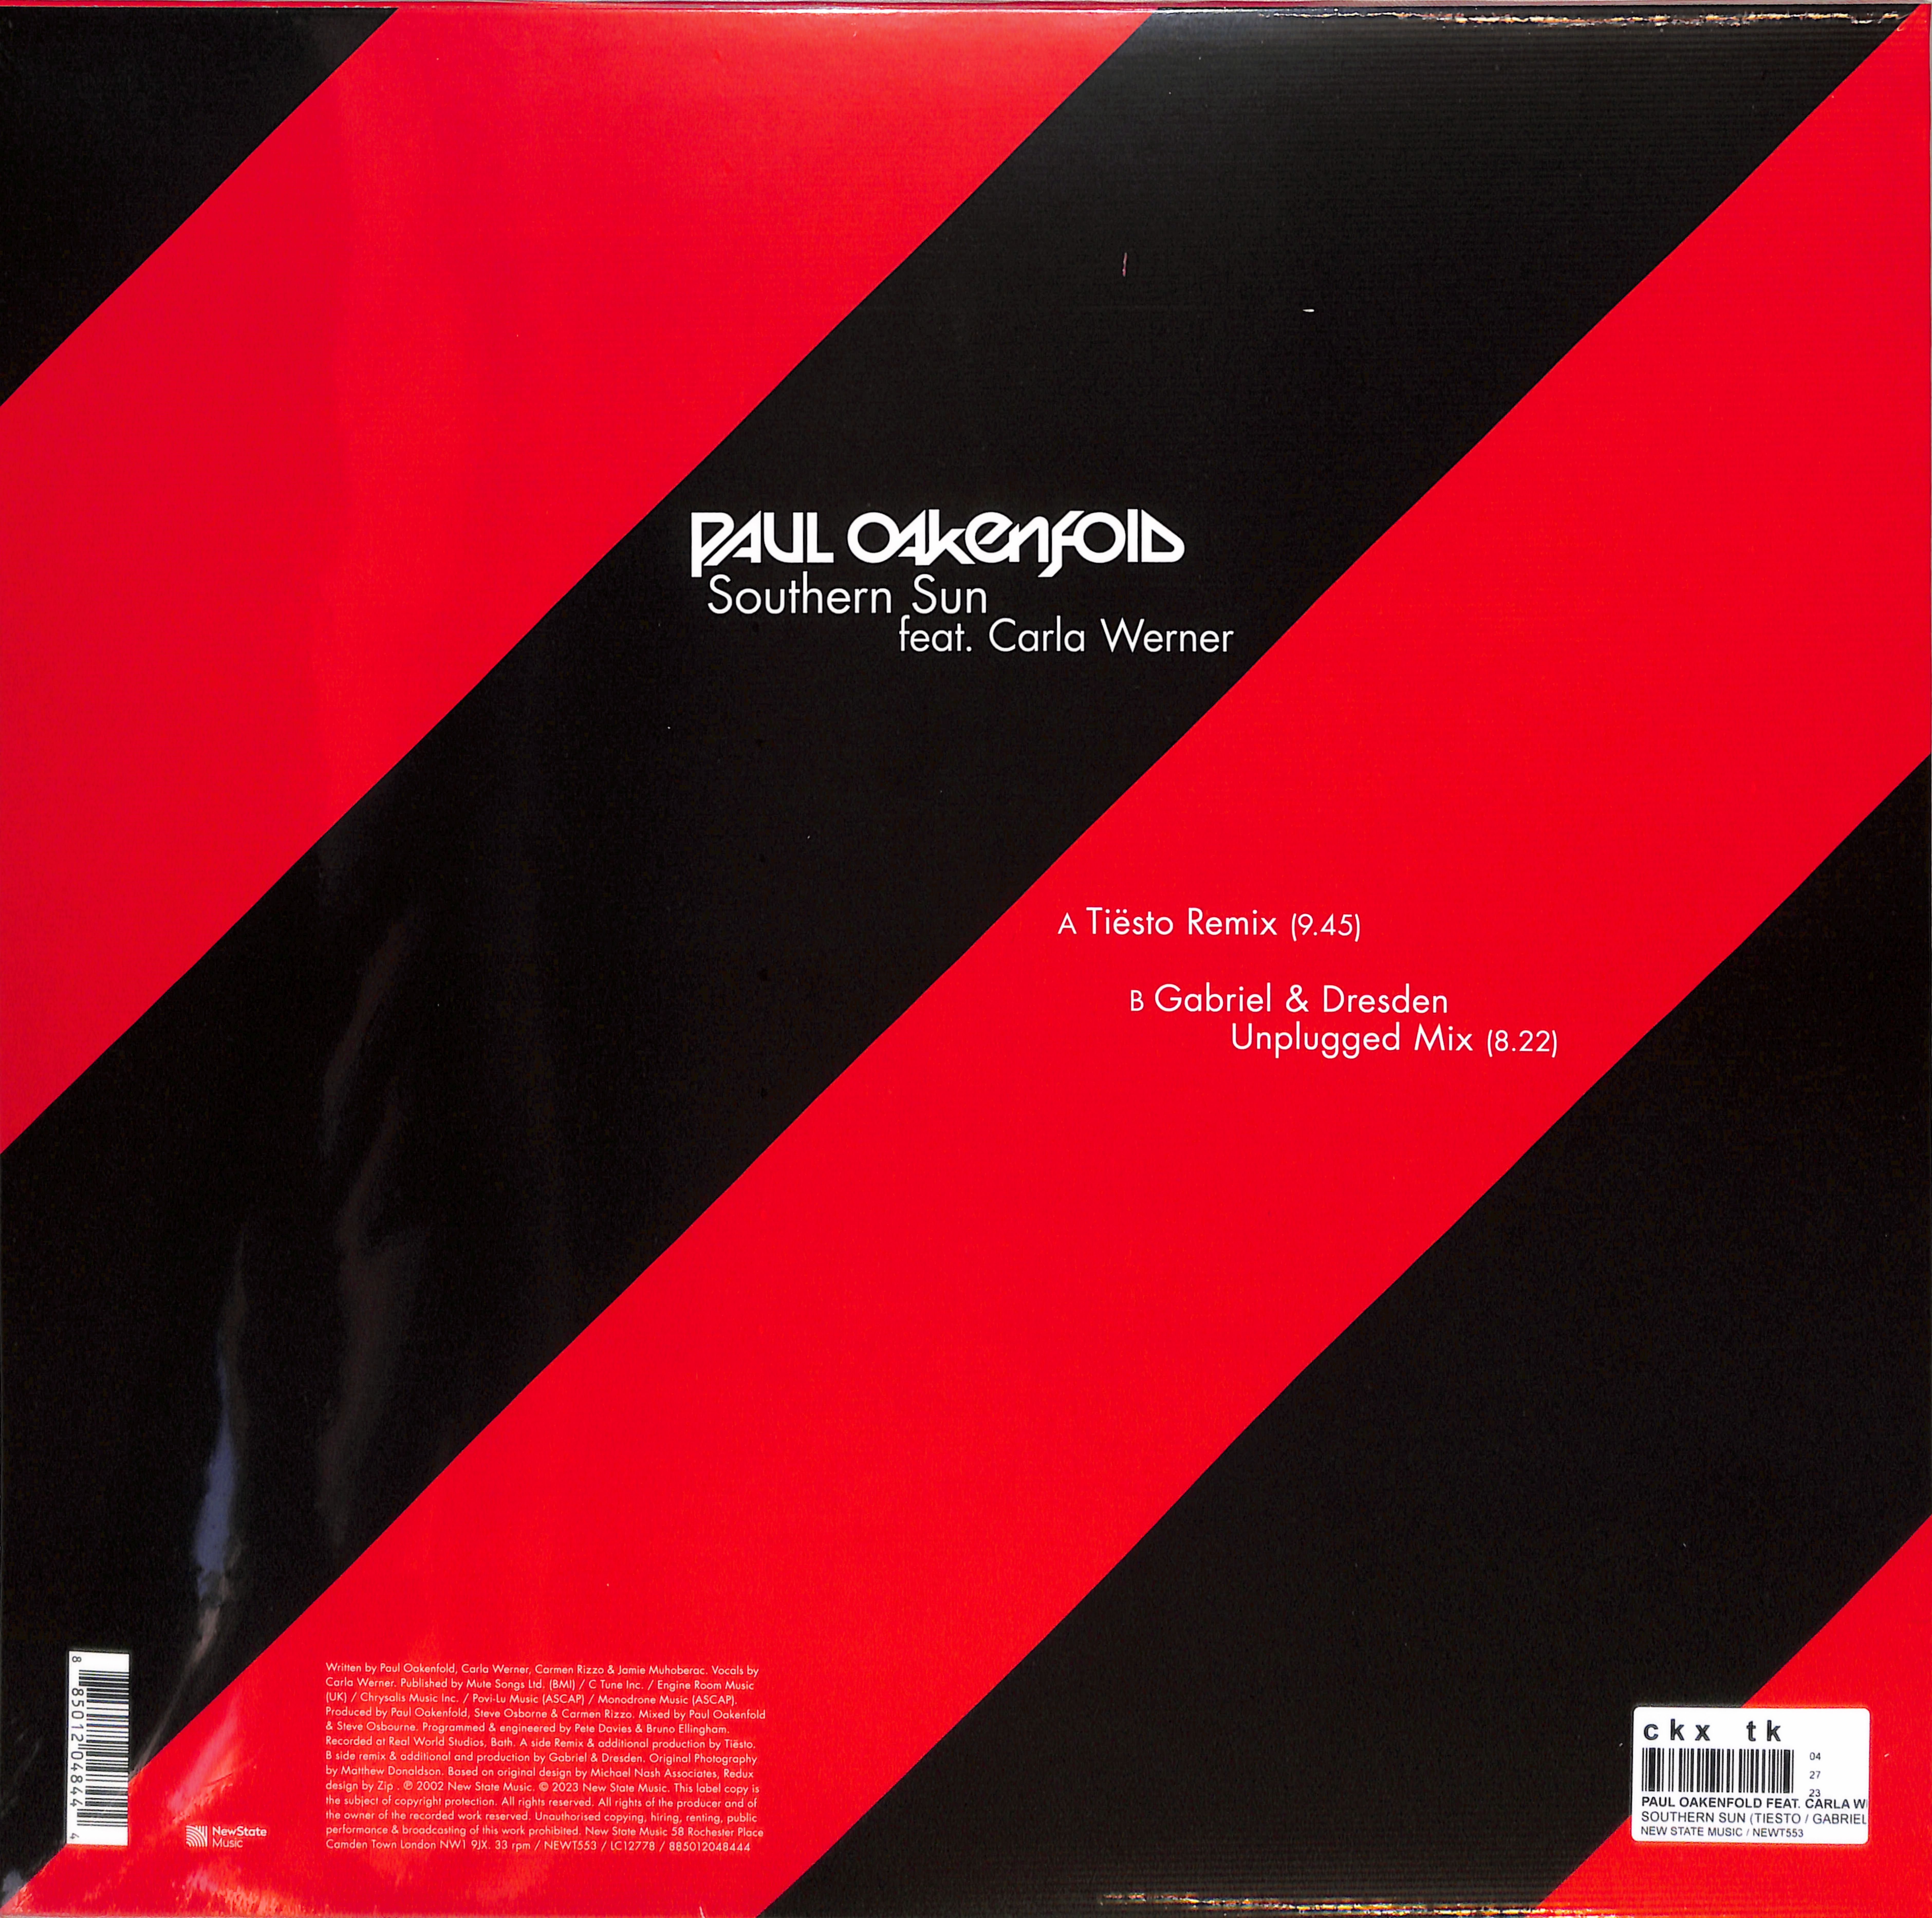 PAUL OAKENFOLD
Southern Sun
feat. Carla Werner
A Tiësto Remix (9.45)
B Gabriel & Dresden
Unplugged Mix (8.22)
Written by Paul Oakenfold, Carla Werner, Carmen Rizzo & Jamie Muhoberac. Vocals by
Carla Werner. Published by Mute Songs Ltd. (BMI) / C Tune Inc. / Engine Room Music
(UK) / Chrysalis Music Inc. / Povi-Lu Music (ASCAP) / Monodrone Music (ASCAP).
Produced by Paul Oakenfold, Steve Osborne & Carmen Rizzo. Mixed by Paul Oakenfold
& Steve Osbourne. Programmed & engineered by Pete Davies & Bruno Ellingham.
Recorded at Real World Studios, Bath. A side Remix & additional production by Tiësto.
B side remix & additional and production by Gabriel & Dresden. Original Photography
by Matthew Donaldson. Based on original design by Michael Nash Associates, Redux
design by Zip . ℗ 2002 New State Music. © 2023 New State Music. This label copy is
the subject of copyright protection. All rights reserved. All rights of the producer and of
the owner of the recorded work reserved. Unauthorised copying, hiring, renting, public
performance & broadcasting of this work prohibited. New State Music 58 Rochester Place
Camden Town London NW1 9JX. 33 rpm / NEWT553 / LC12778 / 885012048444
NewState
Music
8 85012 04844 4
ckx tk
04
27
23
PAUL OAKENFOLD FEAT. CARLA W
SOUTHERN SUN (TIESTO / GABRIEL
NEW STATE MUSIC / NEWT553